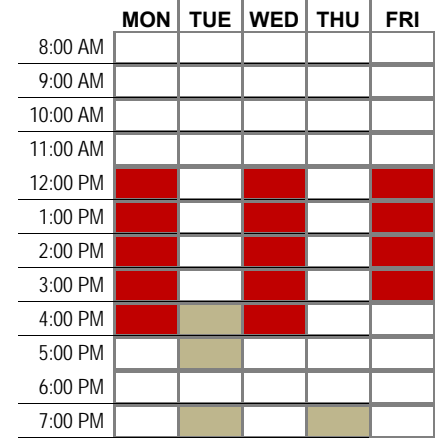 MON TUE WED THU FRI
8:00 AM
9:00 AM
10:00 AM
11:00 AM
12:00 PM
1:00 PM
2:00 PM
3:00 PM
4:00 PM
5:00 PM
6:00 PM
7:00 PM